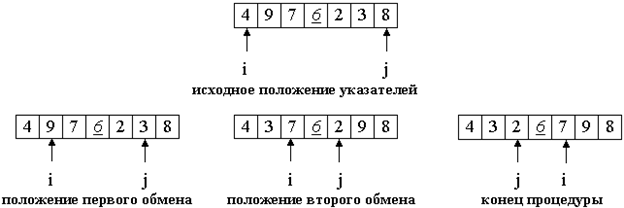 4 9 7 6 2 3 8
i j
исходное положение указателей
4 9 7 6 2 3 8 4 3 7 6 2 9 8 4 3 2 6 7 9 8
i j i j j i
положение первого обмена положение второго обмена конец процедуры